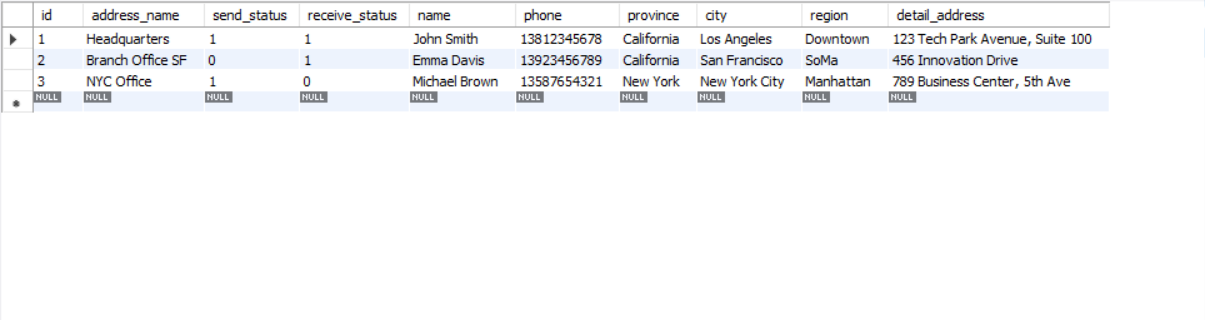 id address_name send_status receive_status name phone province city region detail_address
1 Headquarters 1 1 John Smith 13812345678 California Los Angeles Downtown 123 Tech Park Avenue, Suite 100
2 Branch Office SF 0 1 Emma Davis 13923456789 California San Francisco SoMa 456 Innovation Drive
3 NYC Office 1 0 Michael Brown 13587654321 New York New York City Manhattan 789 Business Center, 5th Ave
NULL NULL NULL NULL NULL NULL NULL NULL NULL NULL